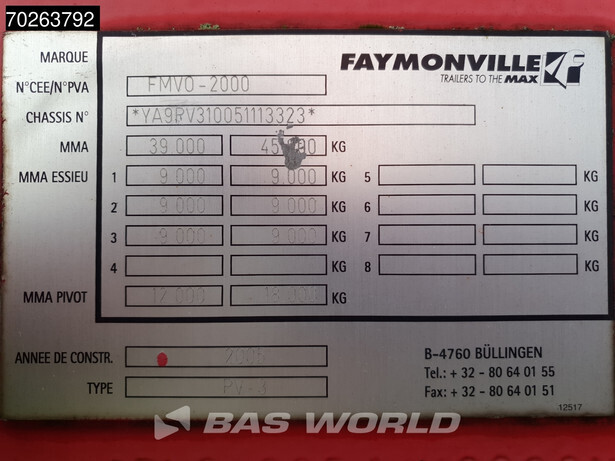 70263792
MARQUE
FAYMONVILLE
TRAILERS TO THE MAX
N°CEE/N°PVA FMVO-2000
CHASSIS N° *YA9RV310051113323*
MMA 39 000 KG
MMA ESSIEU 1 9 000 9.000 KG 5 KG
2 9 000 9 000 KG 6 KG
3 9 000 9 000 KG 7 KG
4 KG 8 KG
MMA PIVOT 12 000 KG
ANNEE DE CONSTR. 2005
B-4760 BÜLLINGEN
Tel.: + 32 - 80 64 01 55
TYPE PV-3
Fax: + 32 - 80 64 01 51
12517
BAS WORLD